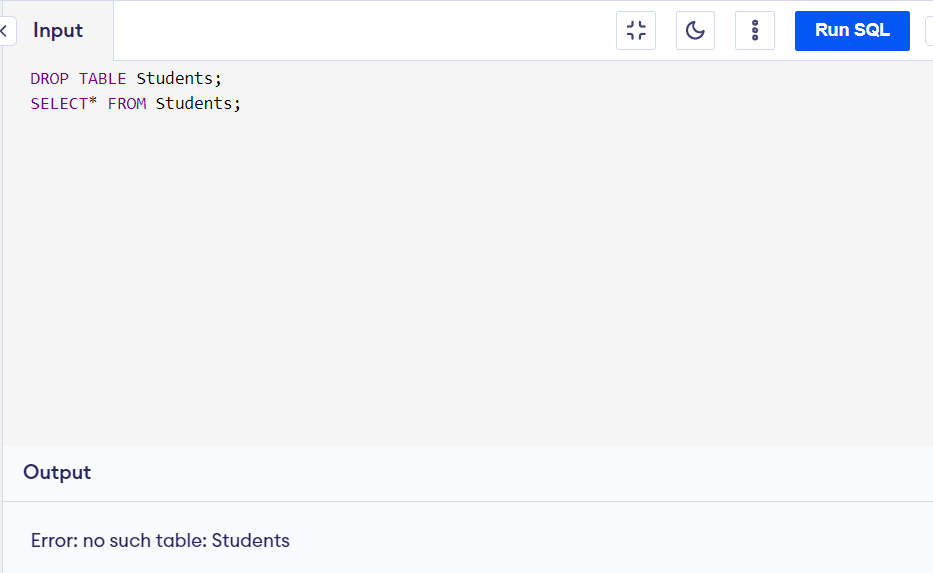 Input
Run SQL
DROP TABLE Students;
SELECT* FROM Students;
Output
Error: no such table: Students